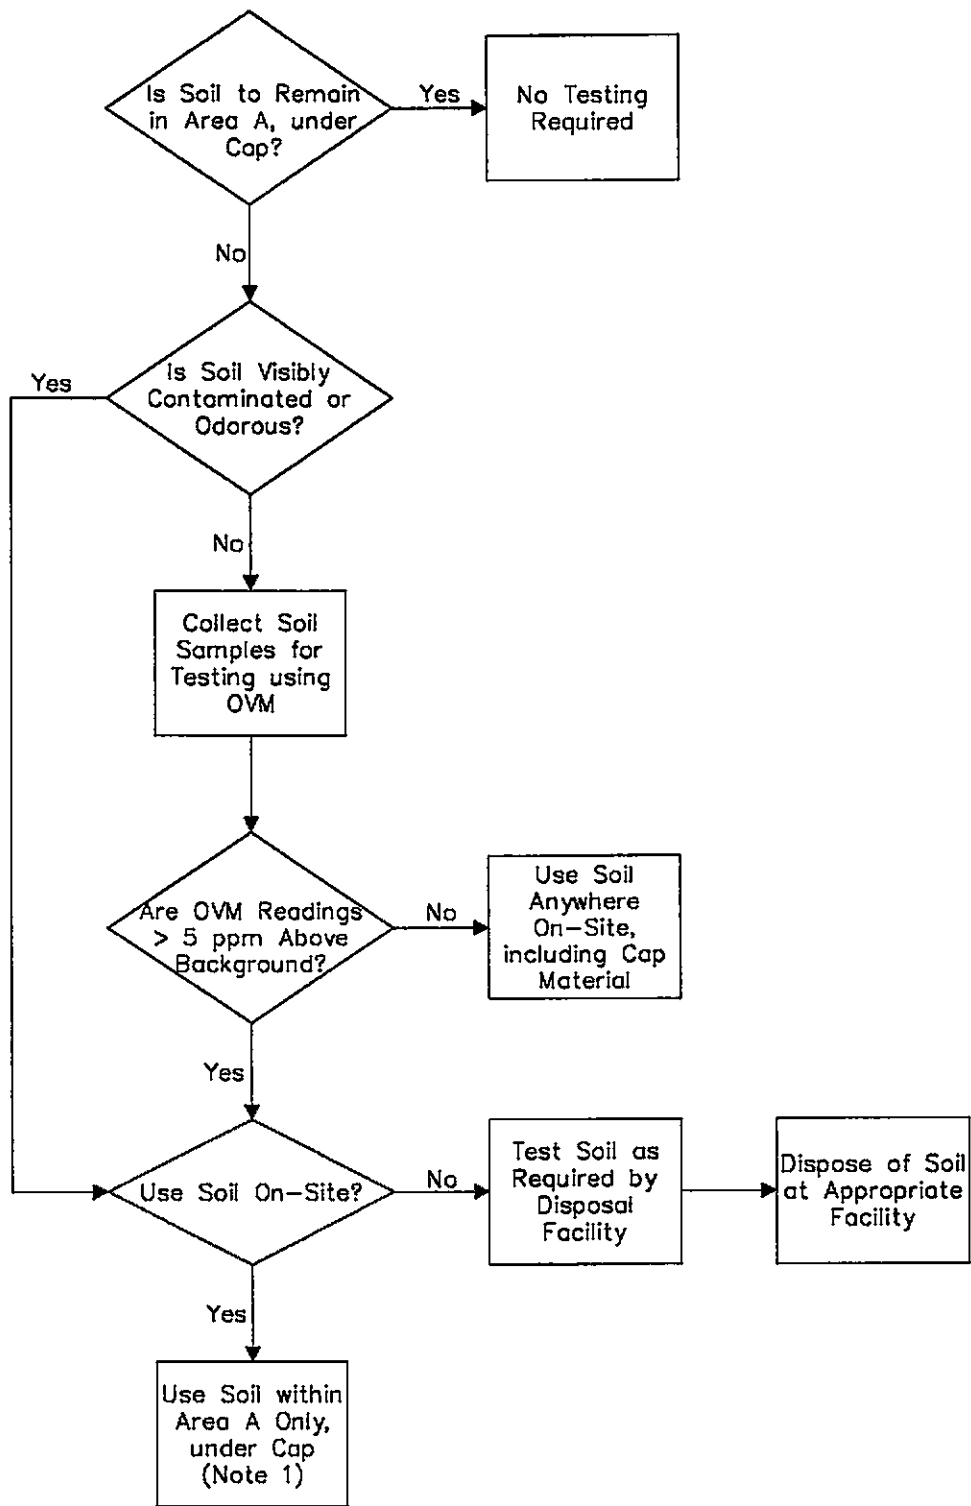 Is Soil to Remain
in Area A, under
Cap?
Yes
No Testing
Required
No
Is Soil Visibly
Contaminated or
Odorous?
Yes
No
Collect Soil
Samples for
Testing using
OVM
Are OVM Readings
> 5 ppm Above
Background?
No
Use Soil
Anywhere
On-Site,
including Cap
Material
Yes
Use Soil On-Site?
No
Test Soil as
Required by
Disposal
Facility
Dispose of Soil
at Appropriate
Facility
Yes
Use Soil within
Area A Only,
under Cap
(Note 1)